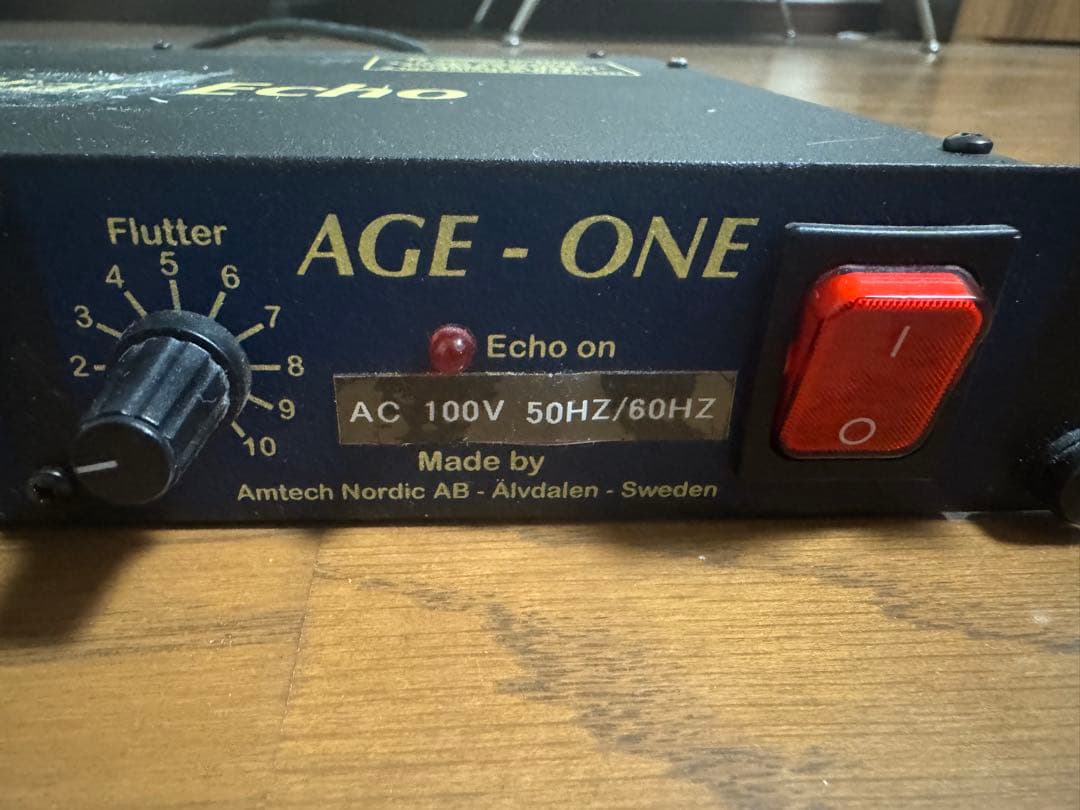 Echo
Flutter
AGE - ONE
2 3 4 5 6 7 8 9 10
Echo on
AC 100V 50HZ/60HZ
Made by
Amtech Nordic AB - Älvdalen - Sweden
I
O